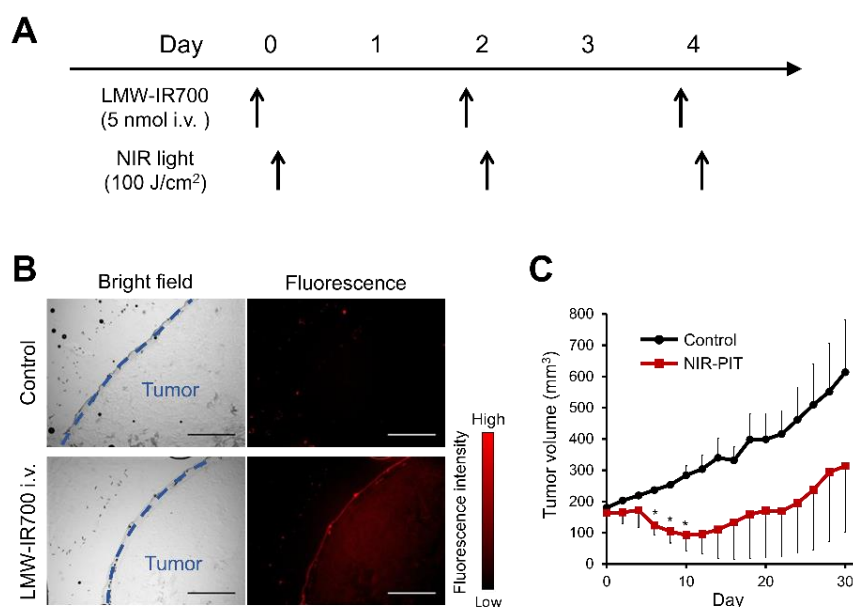 A
Day 0 1 2 3 4
LMW-IR700
(5 nmol i.v. )
NIR light
(100 J/cm²)
B
Bright field Fluorescence
Control
Tumor
LMW-IR700 i.v.
Tumor
High
Fluorescence intensity
Low
C
Tumor volume (mm³)
800
700
600
500
400
300
200
100
0
Control
NIR-PIT
* * *
0 10 20 30
Day